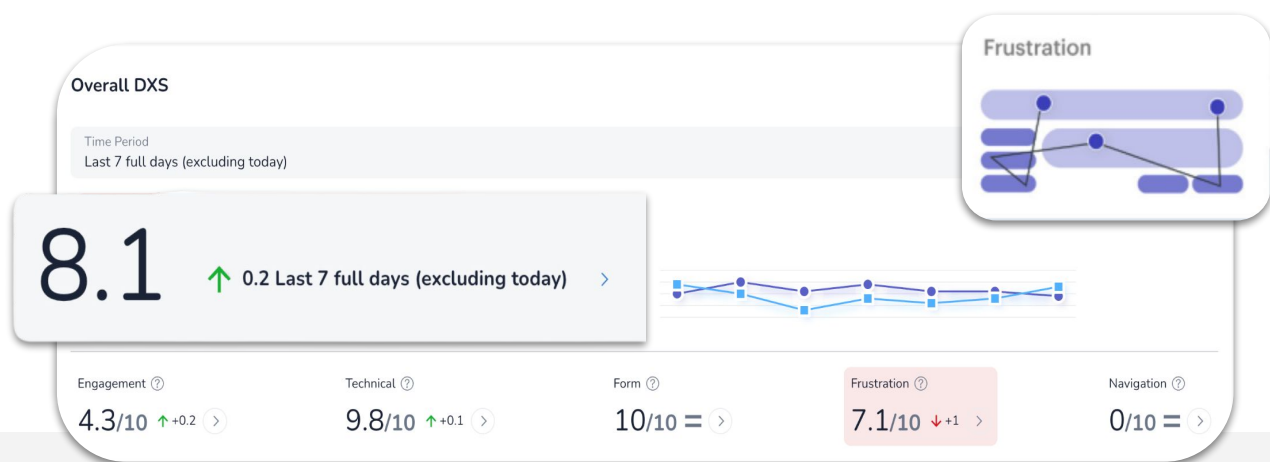 Frustration
Overall DXS
Time Period
Last 7 full days (excluding today)
8.1
↑ 0.2 Last 7 full days (excluding today) >
Engagement ?
4.3/10 ↑ +0.2 >
Technical ?
9.8/10 ↑ +0.1 >
Form ?
10/10 = >
Frustration ?
7.1/10 ↓ +1 >
Navigation ?
0/10 = >